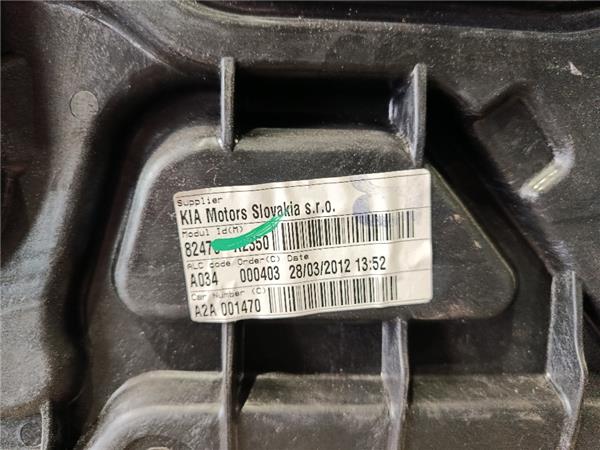 Supplier
KIA Motors Slovakia s.r.o.
Modul Id(M)
A2350
ALC code/Order(C) Date
A034 000403 28/03/2012 13:52
Car Number (C)
A2A 001470